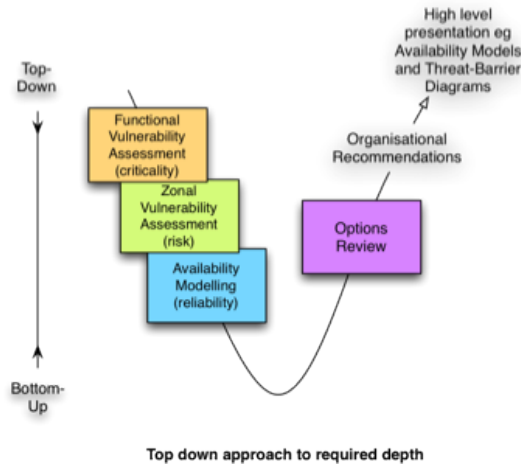 High level
presentation eg
Availability Models
and Threat-Barrier
Diagrams
Top-
Down
Functional
Vulnerability
Assessment
(criticality)
Organisational
Recommendations
Zonal
Vulnerability
Assessment
(risk)
Options
Review
Availability
Modelling
(reliability)
Bottom-
Up
Top down approach to required depth